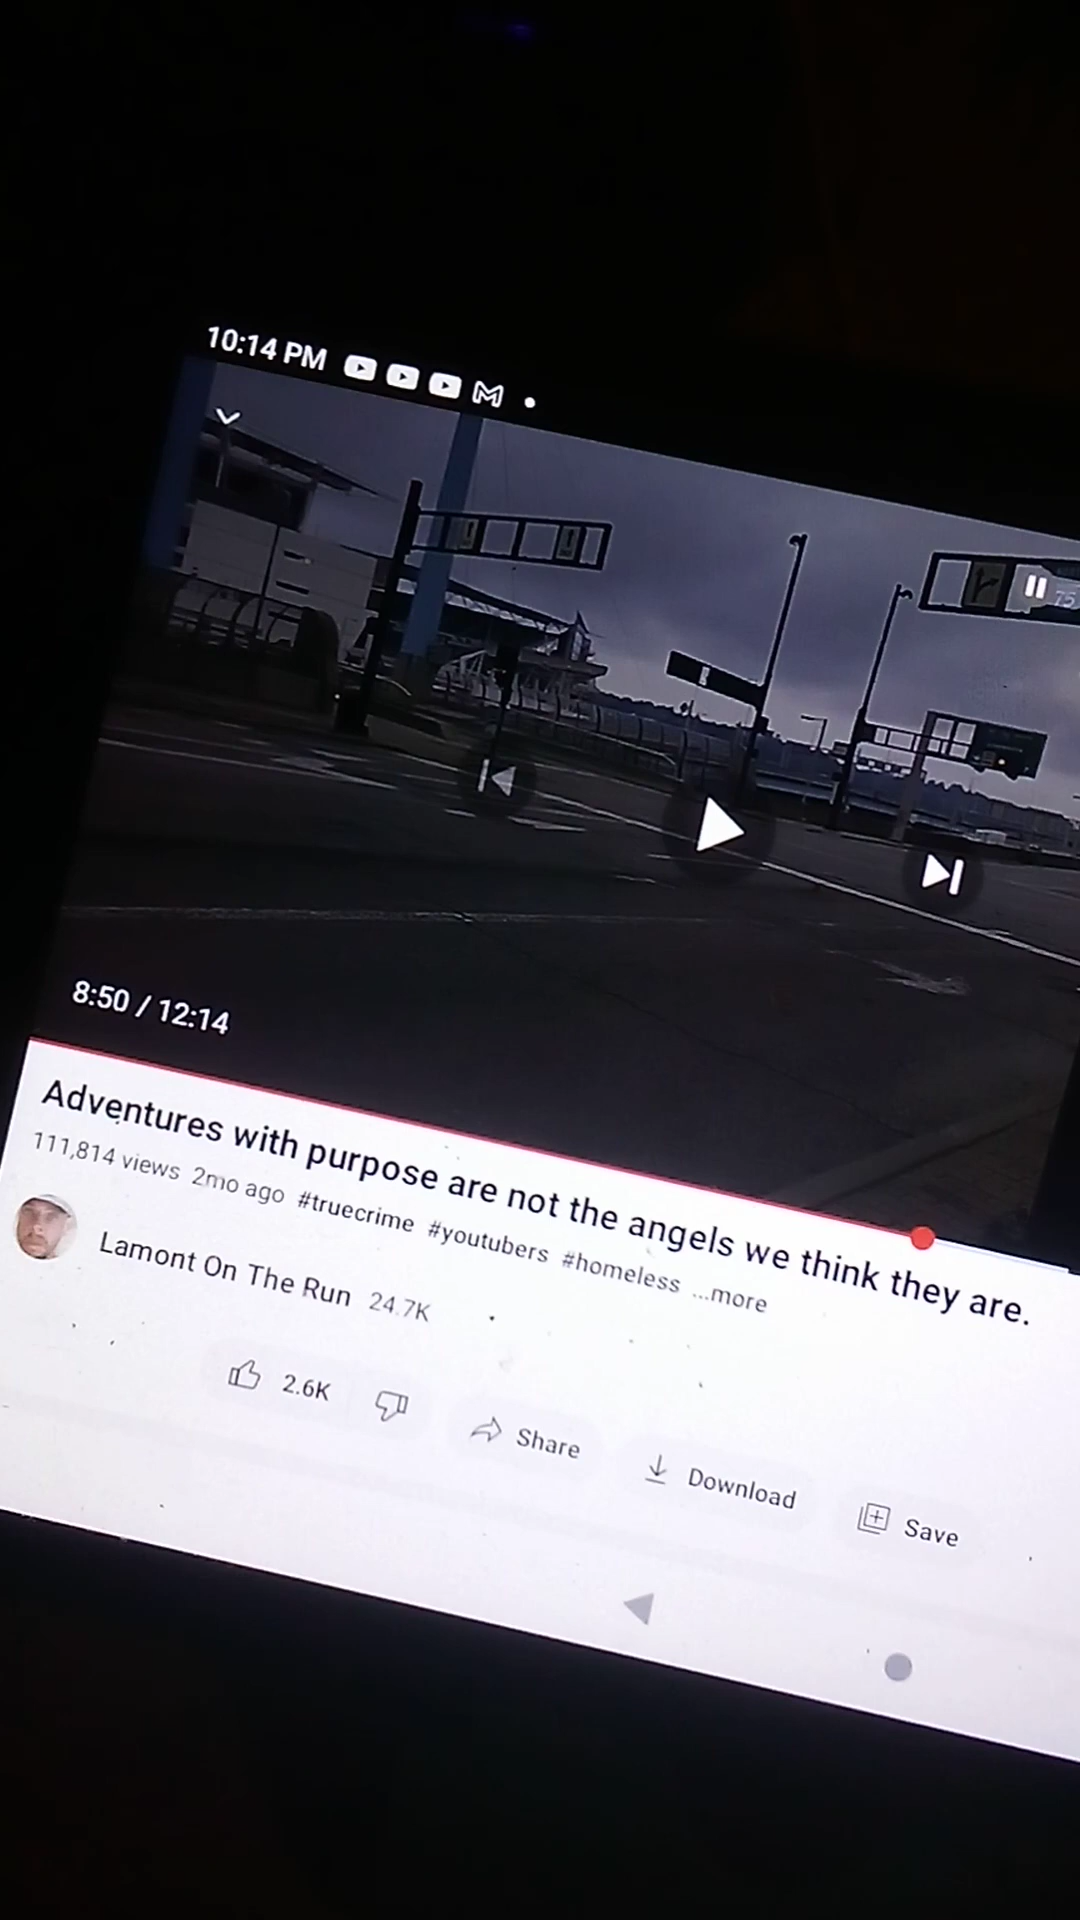 10:14 PM
75
8:50 / 12:14
Adventures with purpose are not the angels we think they are.
111,814 views 2mo ago #truecrime #youtubers #homeless ...more
Lamont On The Run 24.7K
2.6K
Share
Download
Save